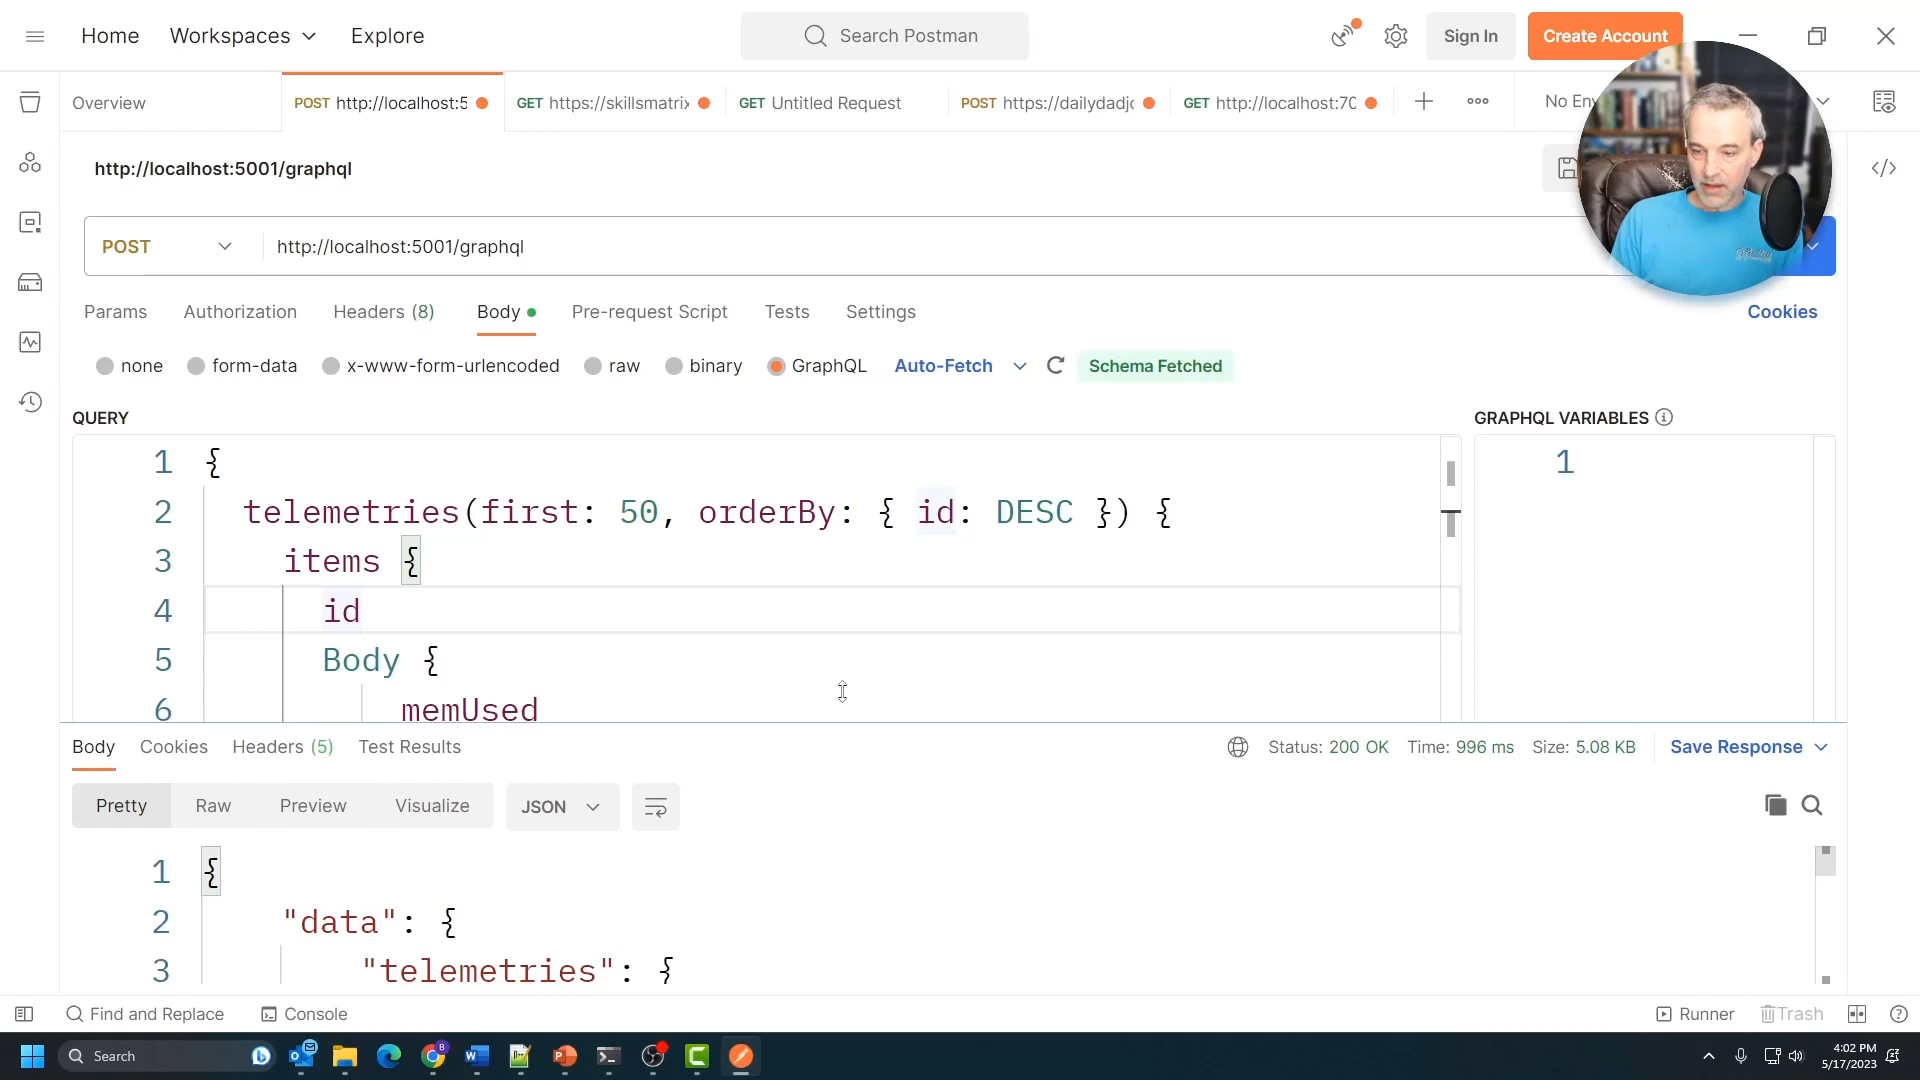 Home Workspaces Explore Search Postman Sign In Create Account
Overview POST http://localhost:5 GET https://skillsmatrix GET Untitled Request POST https://dailydadjo GET http://localhost:70 No En
http://localhost:5001/graphql
POST http://localhost:5001/graphql
Params Authorization Headers (8) Body Pre-request Script Tests Settings Cookies
none form-data x-www-form-urlencoded raw binary GraphQL Auto-Fetch Schema Fetched
QUERY GRAPHQL VARIABLES
1 { 1
2 telemetries(first: 50, orderBy: { id: DESC }) {
3 items {
4 id
5 Body {
6 memUsed
Body Cookies Headers (5) Test Results Status: 200 OK Time: 996 ms Size: 5.08 KB Save Response
Pretty Raw Preview Visualize JSON
1 {
2 "data": {
3 "telemetries": {
Find and Replace Console Runner Trash
Search 4:02 PM
5/17/2023